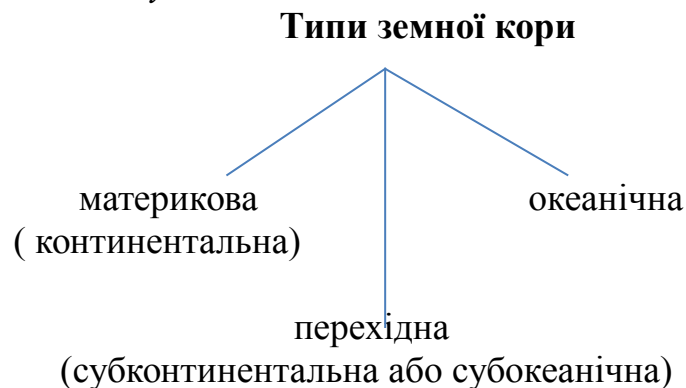 Типи земної кори
материкова
( континентальна)
океанічна
перехідна
(субконтинентальна або субокеанічна)